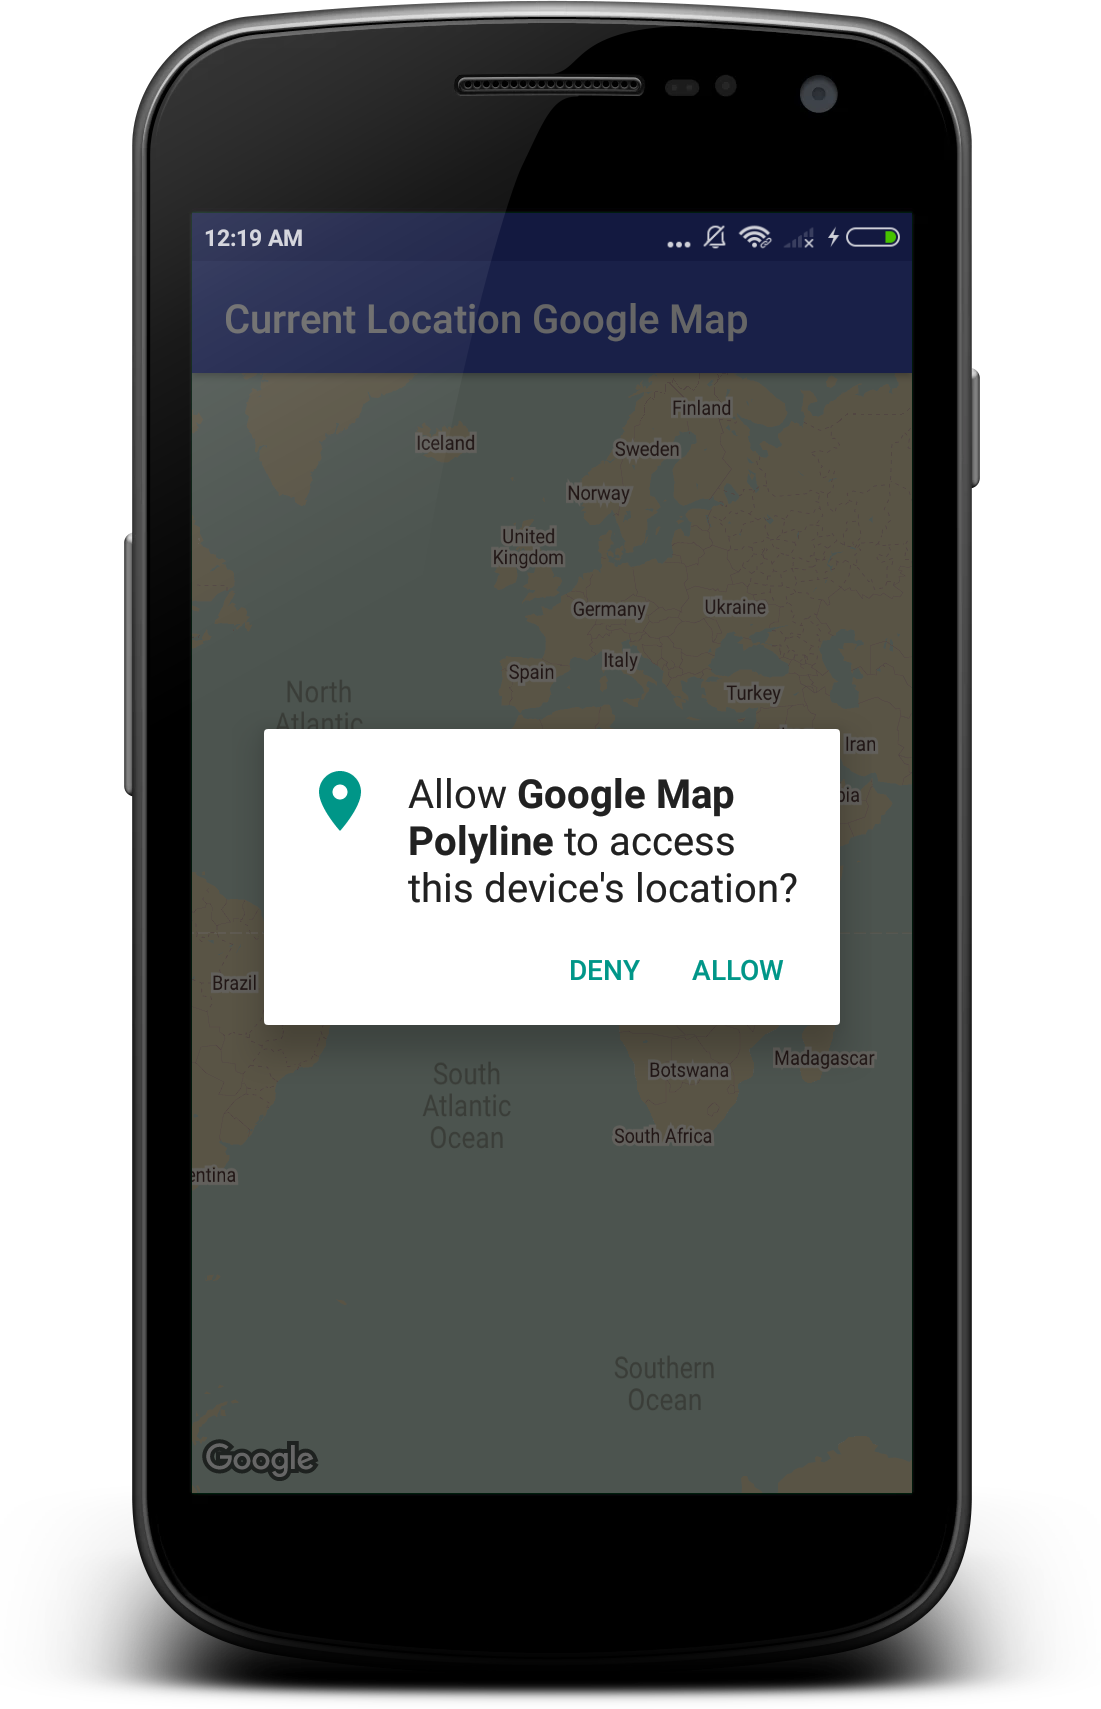 12:19 AM
Current Location Google Map
Finland
Iceland
Sweden
Norway
United
Kingdom
Germany
Ukraine
Italy
Spain
Turkey
North
Atlantic
Iran
bia
Allow Google Map
Polyline to access
this device's location?
DENY ALLOW
Brazil
Madagascar
Botswana
South
Atlantic
Ocean
South Africa
entina
Southern
Ocean
Google